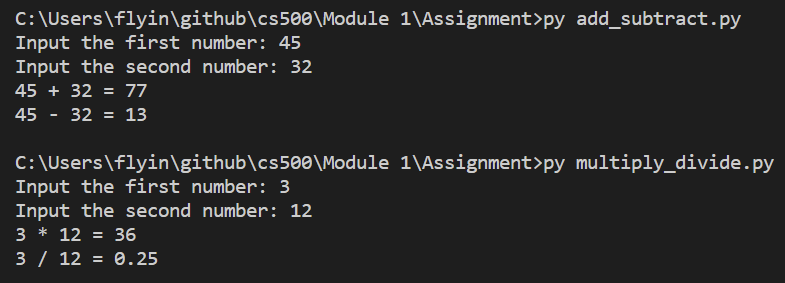 C:\Users\flyin\github\cs500\Module 1\Assignment>py add_subtract.py
Input the first number: 45
Input the second number: 32
45 + 32 = 77
45 - 32 = 13
C:\Users\flyin\github\cs500\Module 1\Assignment>py multiply_divide.py
Input the first number: 3
Input the second number: 12
3 * 12 = 36
3 / 12 = 0.25